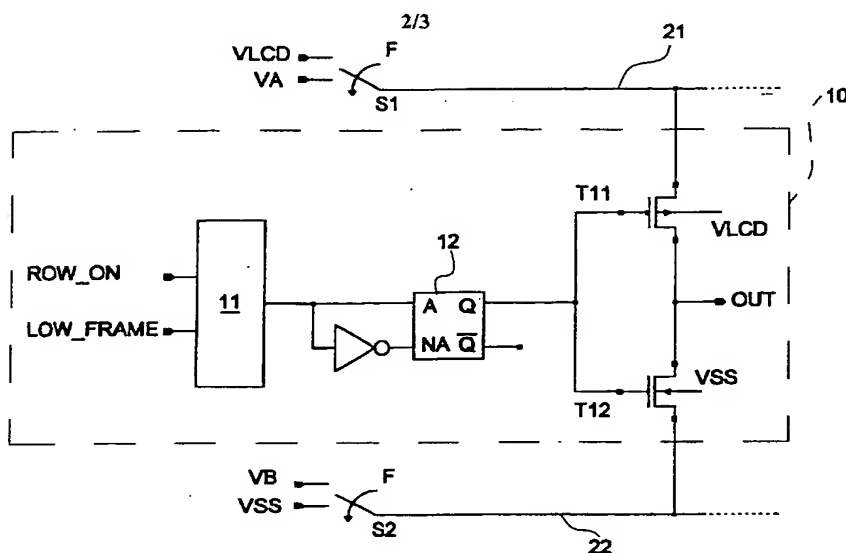 2/3
VLCD
F
21
VA
S1
10
T11
VLCD
12
ROW_ON
11
A Q
OUT
LOW_FRAME
NA Q̅
VSS
T12
VB
F
VSS
S2
22